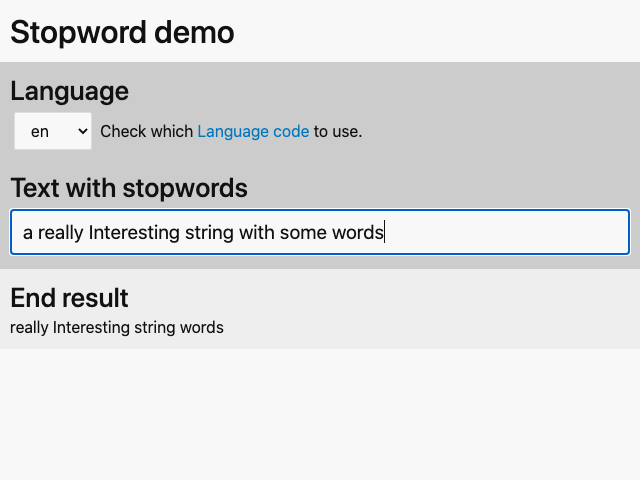 Stopword demo
Language
en Check which Language code to use.
Text with stopwords
a really Interesting string with some words
End result
really Interesting string words